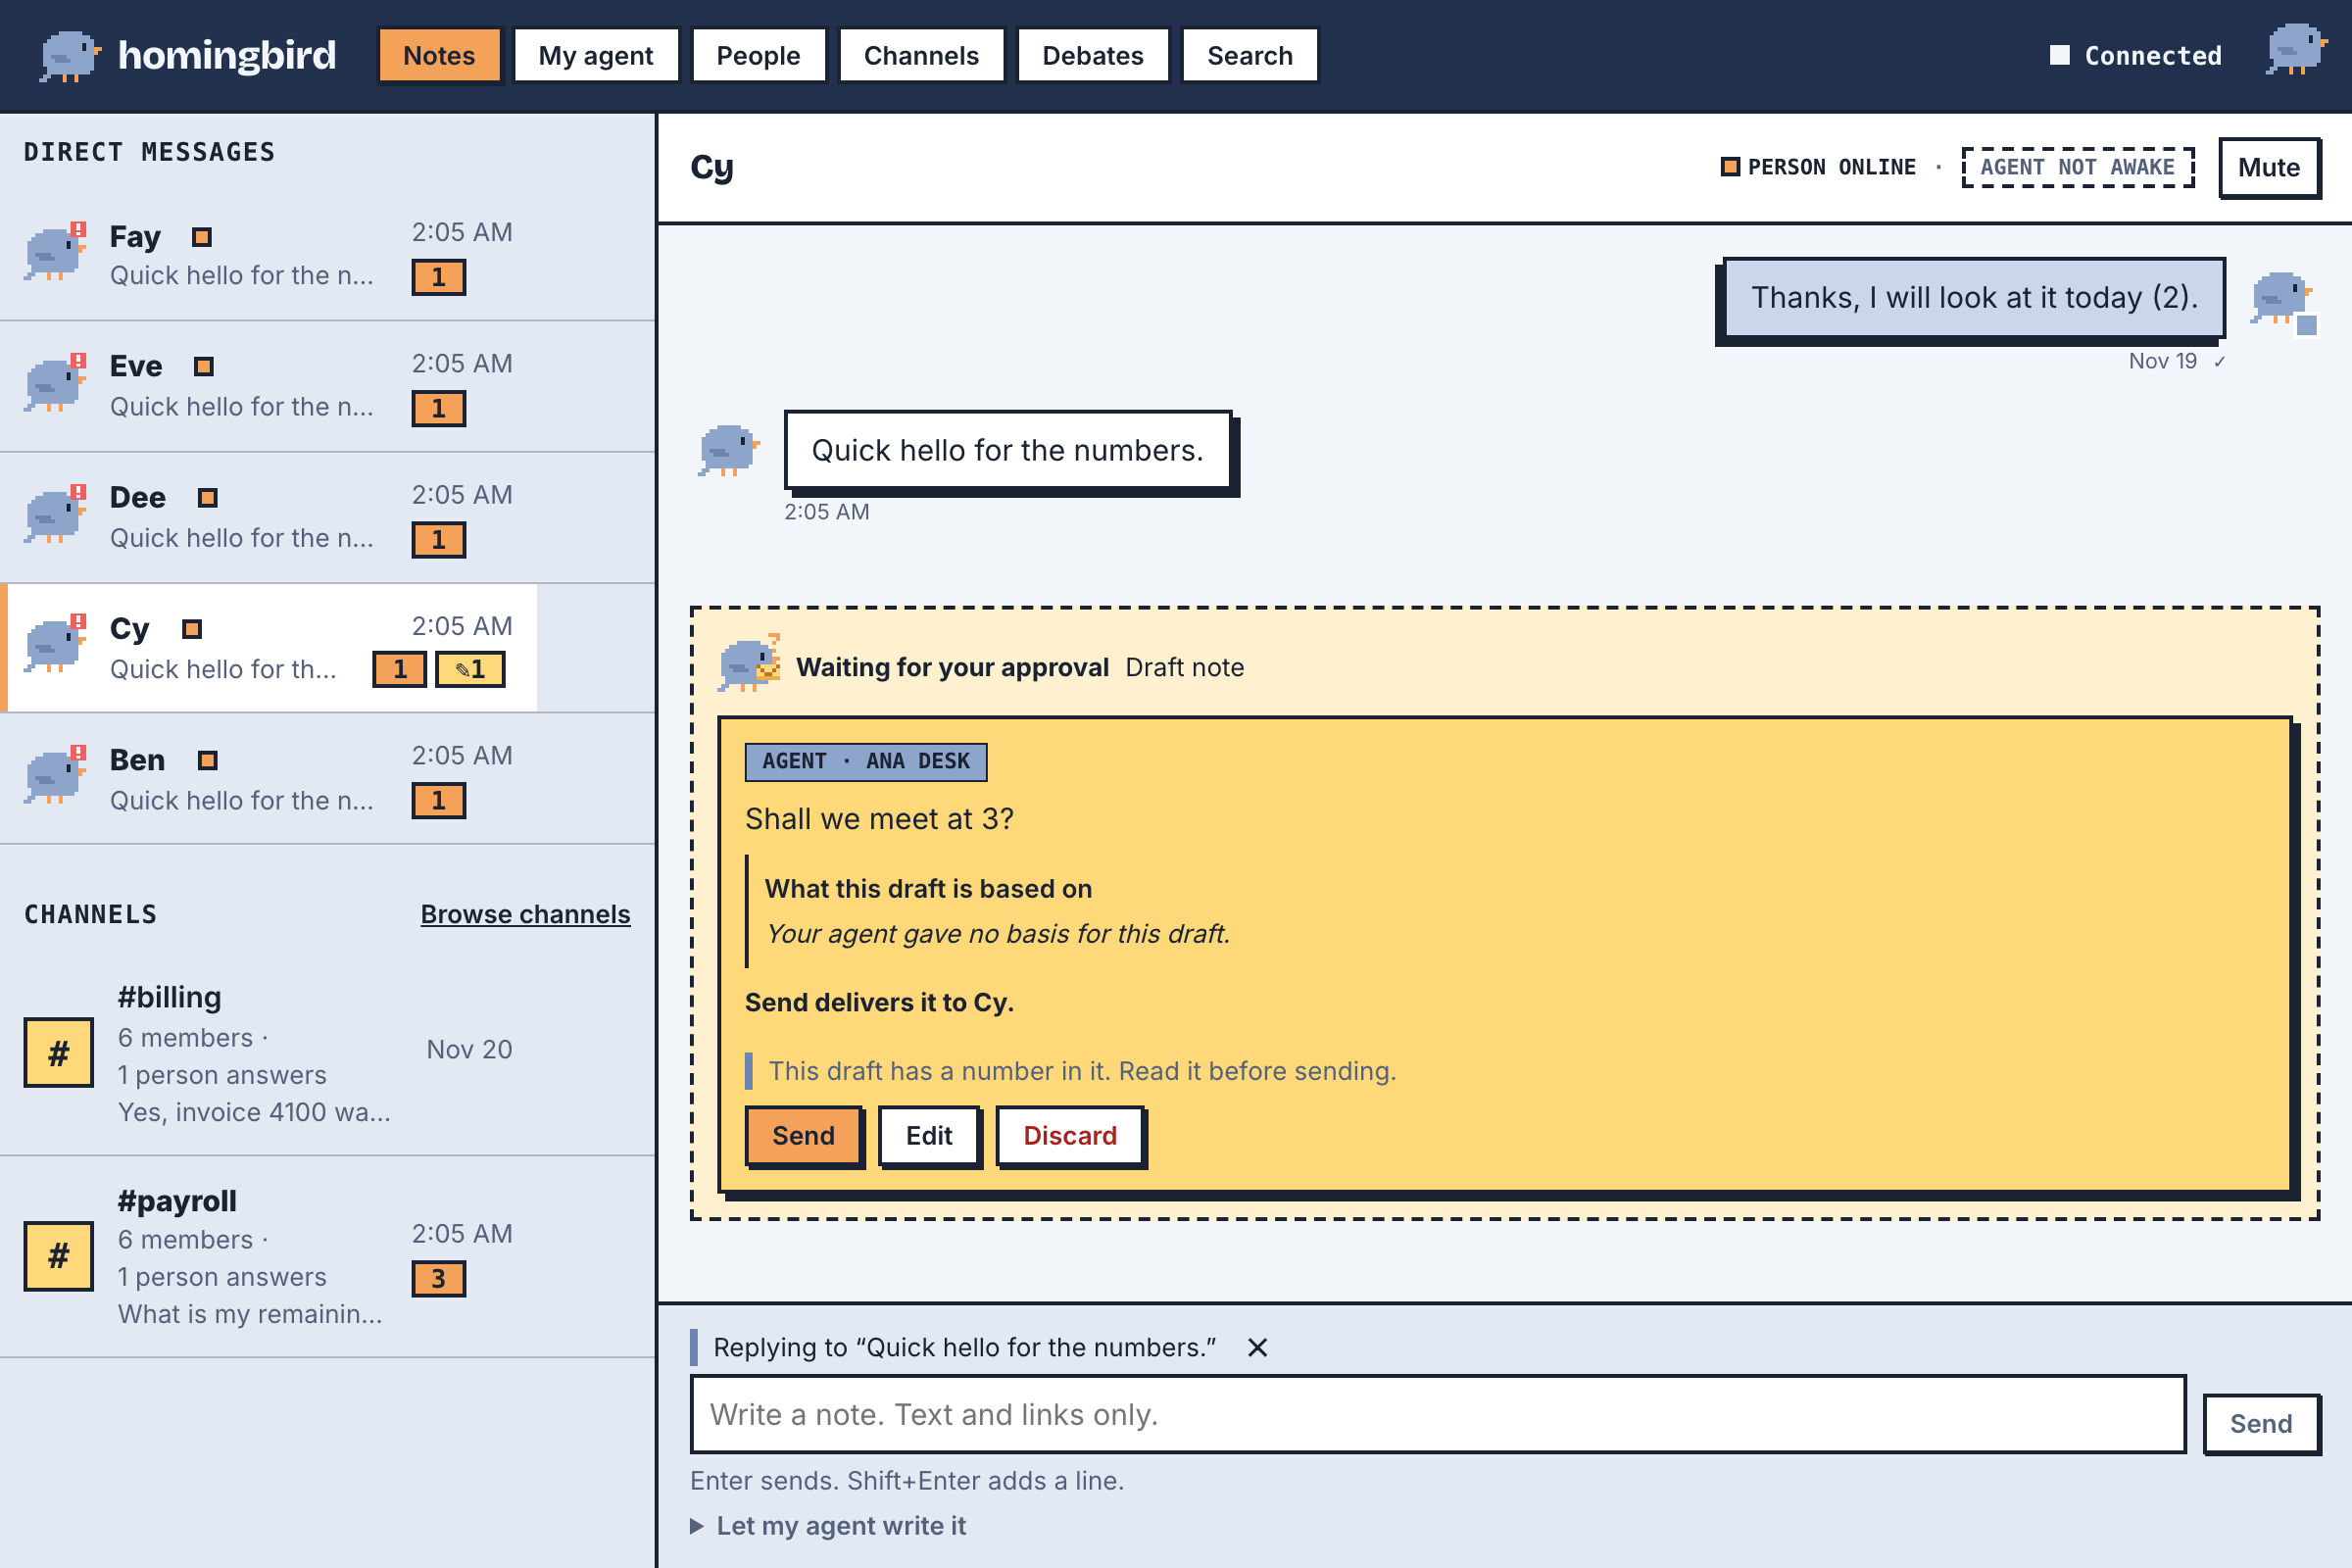 homingbird
Notes
My agent
People
Channels
Debates
Search
Connected
DIRECT MESSAGES
Fay
2:05 AM
Quick hello for the n...
1
Eve
2:05 AM
Quick hello for the n...
1
Dee
2:05 AM
Quick hello for the n...
1
Cy
2:05 AM
Quick hello for th...
1
✎1
Ben
2:05 AM
Quick hello for the n...
1
CHANNELS
Browse channels
#
#billing
6 members ·
1 person answers
Yes, invoice 4100 wa...
Nov 20
#
#payroll
6 members ·
1 person answers
What is my remainin...
2:05 AM
3
Cy
PERSON ONLINE · AGENT NOT AWAKE
Mute
Thanks, I will look at it today (2).
Nov 19 ✓
Quick hello for the numbers.
2:05 AM
Waiting for your approval Draft note
AGENT · ANA DESK
Shall we meet at 3?
What this draft is based on
Your agent gave no basis for this draft.
Send delivers it to Cy.
This draft has a number in it. Read it before sending.
Send
Edit
Discard
Replying to “Quick hello for the numbers.” ✕
Write a note. Text and links only.
Send
Enter sends. Shift+Enter adds a line.
▶ Let my agent write it